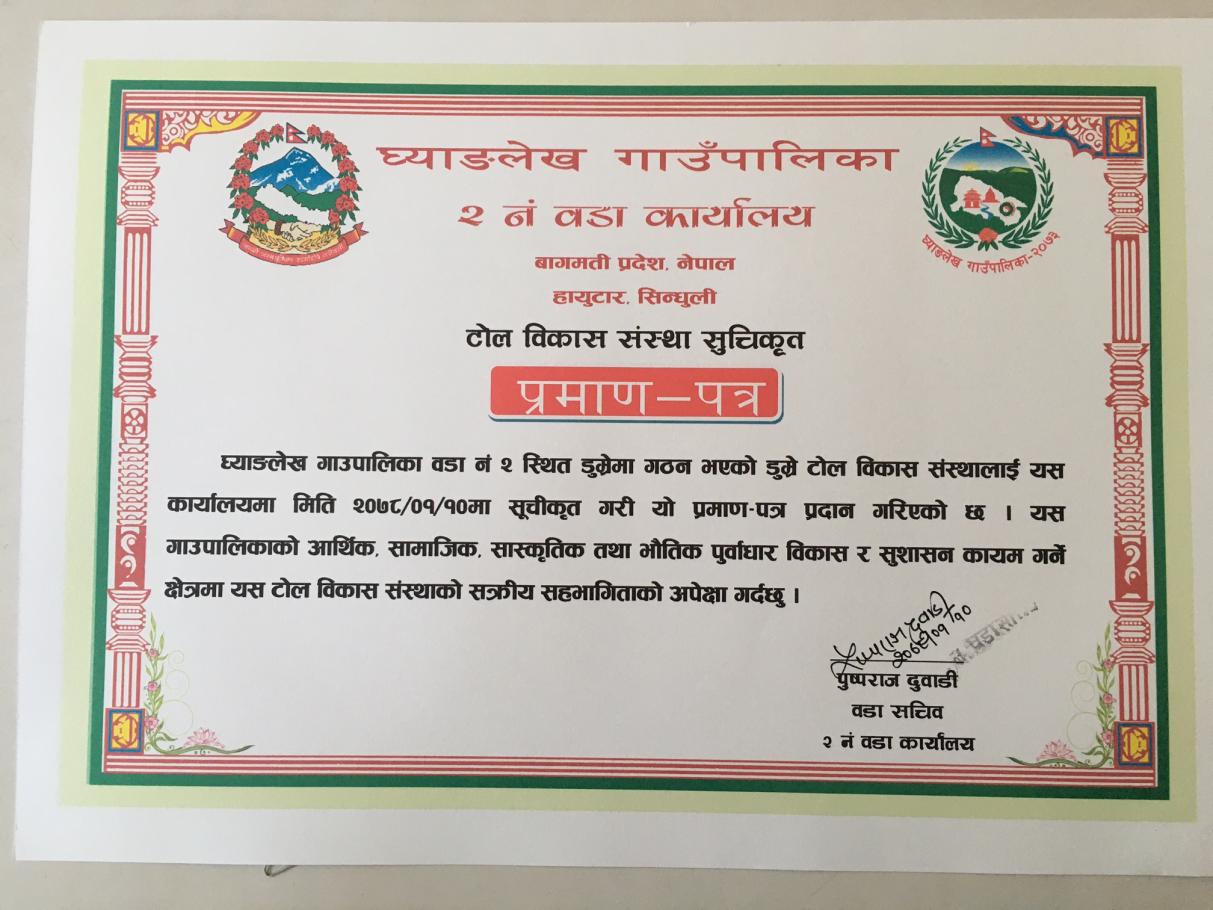 घ्याङलेख गाउँपालिका
२ नं वडा कार्यालय
बागमती प्रदेश, नेपाल
हायुटार, सिन्धुली
घ्याङलेख गाउँपालिका-२०७३
टोल विकास संस्था सुचिकृत
प्रमाण-पत्र
घ्याङलेख गाउपालिका वडा नं २ स्थित डुम्रेमा गठन भएको डुम्रे टोल विकास संस्थालाई यस
कार्यालयमा मिति २०७८/०१/१०मा सूचीकृत गरी यो प्रमाण-पत्र प्रदान गरिएको छ । यस
गाउपालिकाको आर्थिक, सामाजिक, सास्कृतिक तथा भौतिक पुर्वाधार विकास र सुशासन कायम गर्ने
क्षेत्रमा यस टोल विकास संस्थाको सक्रीय सहभागिताको अपेक्षा गर्दछु ।
पुष्पराज दुवाडी
वडा सचिव
२ नं वडा कार्यालय